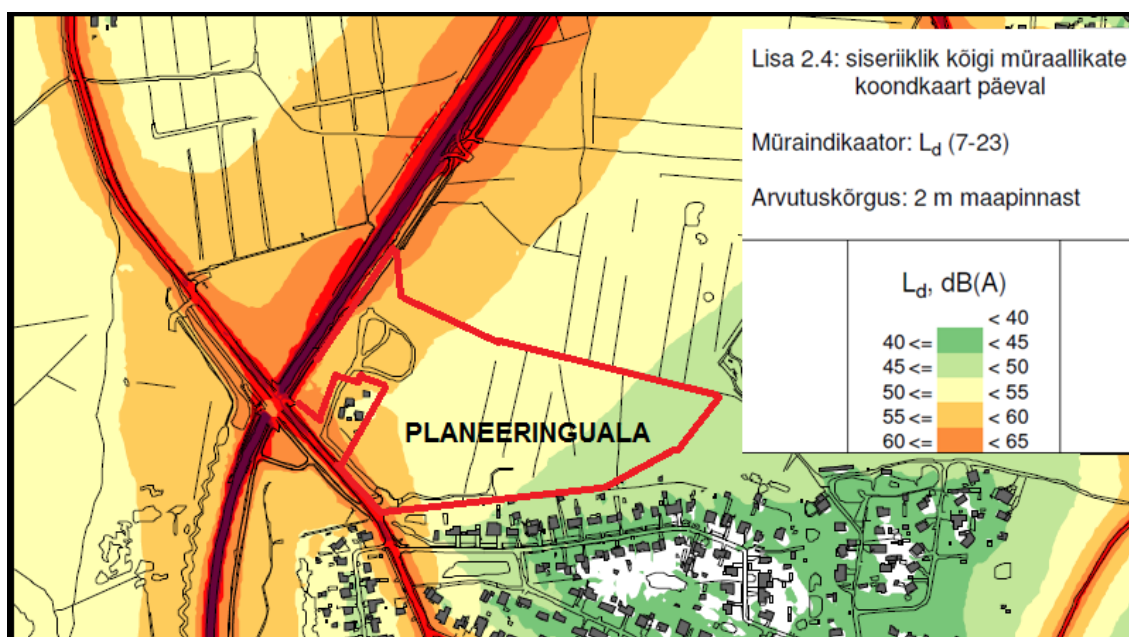 Lisa 2.4: siseriiklik kõigi müraallikate
koondkaart päeval
Müraindikaator: Ld (7-23)
Arvutuskõrgus: 2 m maapinnast
Ld, dB(A)
< 40
40 <= < 45
45 <= < 50
50 <= < 55
55 <= < 60
60 <= < 65
PLANEERINGUALA